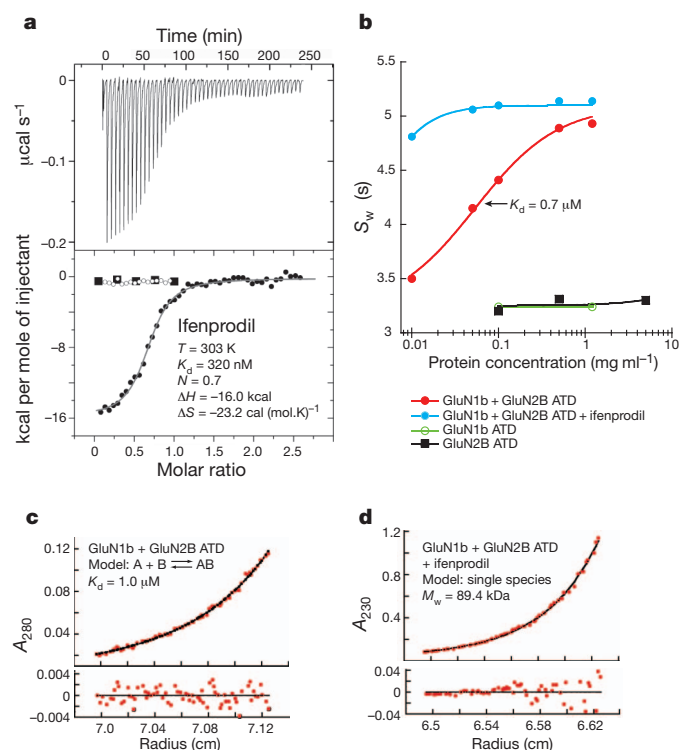 a
Time (min)
0 50 100 150 200 250
0
−0.1
−0.2
µcal s−1
0
−8
−16
kcal per mole of injectant
Ifenprodil
T = 303 K
Kd = 320 nM
N = 0.7
ΔH = −16.0 kcal
ΔS = −23.2 cal (mol.K)−1
0 0.5 1.0 1.5 2.0 2.5
Molar ratio
b
5.5
5
4.5
4
3.5
3
Sw (s)
Kd = 0.7 µM
0.01 0.1 1 10
Protein concentration (mg ml−1)
GluN1b + GluN2B ATD
GluN1b + GluN2B ATD + ifenprodil
GluN1b ATD
GluN2B ATD
c
0.12
0.08
0.04
A280
GluN1b + GluN2B ATD
Model: A + B ⇌ AB
Kd = 1.0 µM
0.004
0
−0.004
7.0 7.04 7.08 7.12
Radius (cm)
d
1.2
0.8
0.4
A230
GluN1b + GluN2B ATD
+ ifenprodil
Model: single species
Mw = 89.4 kDa
0.04
0
−0.04
6.5 6.54 6.58 6.62
Radius (cm)